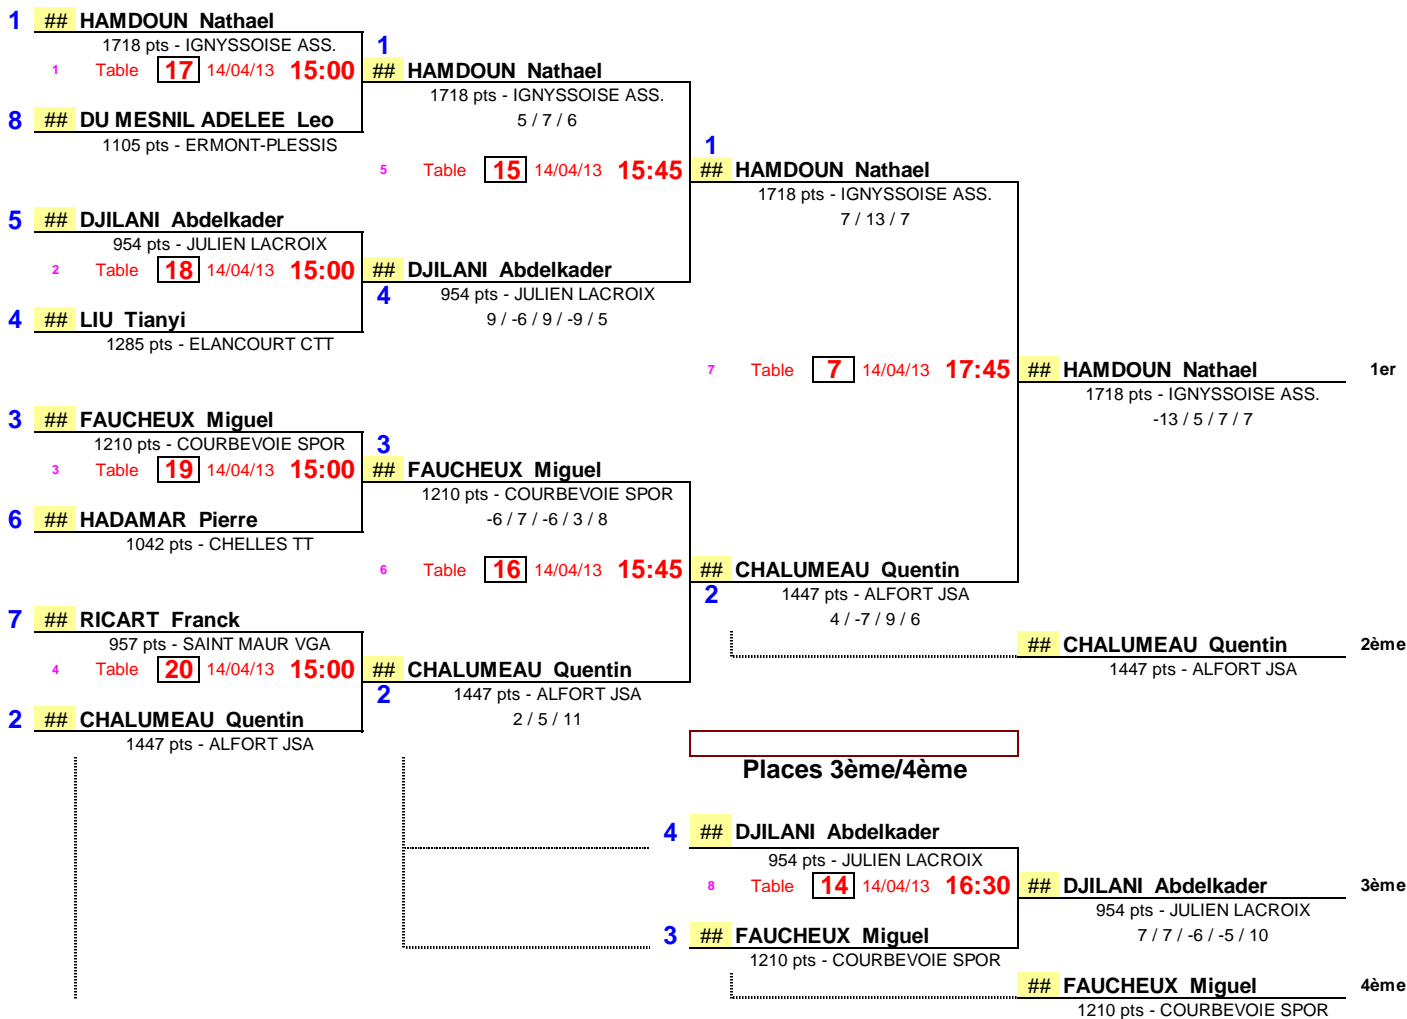 1 ## HAMDOUN Nathael
1718 pts - IGNYSSOISE ASS.
1 Table 17 14/04/13 15:00
8 ## DU MESNIL ADELEE Leo
1105 pts - ERMONT-PLESSIS
5 ## DJILANI Abdelkader
954 pts - JULIEN LACROIX
2 Table 18 14/04/13 15:00
4 ## LIU Tianyi
1285 pts - ELANCOURT CTT
3 ## FAUCHEUX Miguel
1210 pts - COURBEVOIE SPOR
3 Table 19 14/04/13 15:00
6 ## HADAMAR Pierre
1042 pts - CHELLES TT
7 ## RICART Franck
957 pts - SAINT MAUR VGA
4 Table 20 14/04/13 15:00
2 ## CHALUMEAU Quentin
1447 pts - ALFORT JSA
1
## HAMDOUN Nathael
1718 pts - IGNYSSOISE ASS.
5 / 7 / 6
5 Table 15 14/04/13 15:45
## DJILANI Abdelkader
4 954 pts - JULIEN LACROIX
9 / -6 / 9 / -9 / 5
3
## FAUCHEUX Miguel
1210 pts - COURBEVOIE SPOR
-6 / 7 / -6 / 3 / 8
6 Table 16 14/04/13 15:45
## CHALUMEAU Quentin
2 1447 pts - ALFORT JSA
2 / 5 / 11
1
## HAMDOUN Nathael
1718 pts - IGNYSSOISE ASS.
7 / 13 / 7
7 Table 7 14/04/13 17:45
## CHALUMEAU Quentin
2 1447 pts - ALFORT JSA
4 / -7 / 9 / 6
## HAMDOUN Nathael 1er
1718 pts - IGNYSSOISE ASS.
-13 / 5 / 7 / 7
## CHALUMEAU Quentin 2ème
1447 pts - ALFORT JSA
Places 3ème/4ème
4 ## DJILANI Abdelkader
954 pts - JULIEN LACROIX
8 Table 14 14/04/13 16:30
3 ## FAUCHEUX Miguel
1210 pts - COURBEVOIE SPOR
## DJILANI Abdelkader 3ème
954 pts - JULIEN LACROIX
7 / 7 / -6 / -5 / 10
## FAUCHEUX Miguel 4ème
1210 pts - COURBEVOIE SPOR